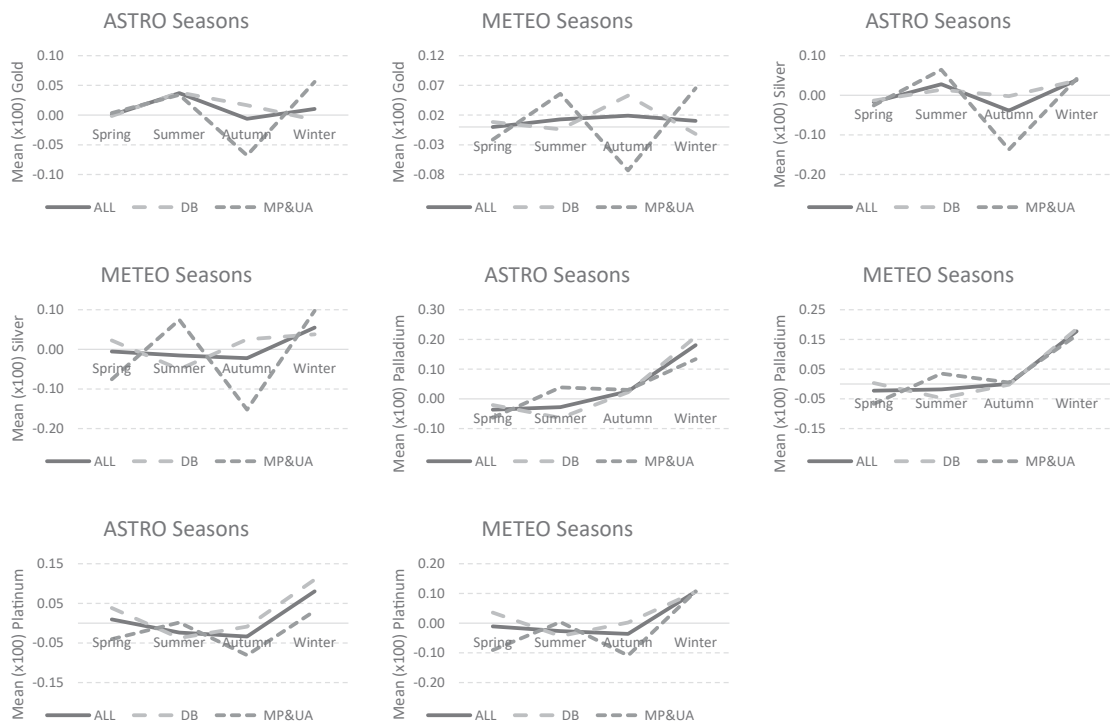 ASTRO Seasons
Mean (x100) Gold
0.10
0.05
0.00
-0.05
-0.10
Spring Summer Autumn Winter
ALL DB MP&UA
METEO Seasons
Mean (x100) Gold
0.12
0.07
0.02
-0.03
-0.08
Spring Summer Autumn Winter
ALL DB MP&UA
ASTRO Seasons
Mean (x100) Silver
0.10
0.00
-0.10
-0.20
Spring Summer Autumn Winter
ALL DB MP&UA
METEO Seasons
Mean (x100) Silver
0.10
0.00
-0.10
-0.20
Spring Summer Autumn Winter
ALL DB MP&UA
ASTRO Seasons
Mean (x100) Palladium
0.30
0.20
0.10
0.00
-0.10
Spring Summer Autumn Winter
ALL DB MP&UA
METEO Seasons
Mean (x100) Palladium
0.25
0.15
0.05
-0.05
-0.15
Spring Summer Autumn Winter
ALL DB MP&UA
ASTRO Seasons
Mean (x100) Platinum
0.15
0.05
-0.05
-0.15
Spring Summer Autumn Winter
ALL DB MP&UA
METEO Seasons
Mean (x100) Platinum
0.20
0.10
0.00
-0.10
-0.20
Spring Summer Autumn Winter
ALL DB MP&UA